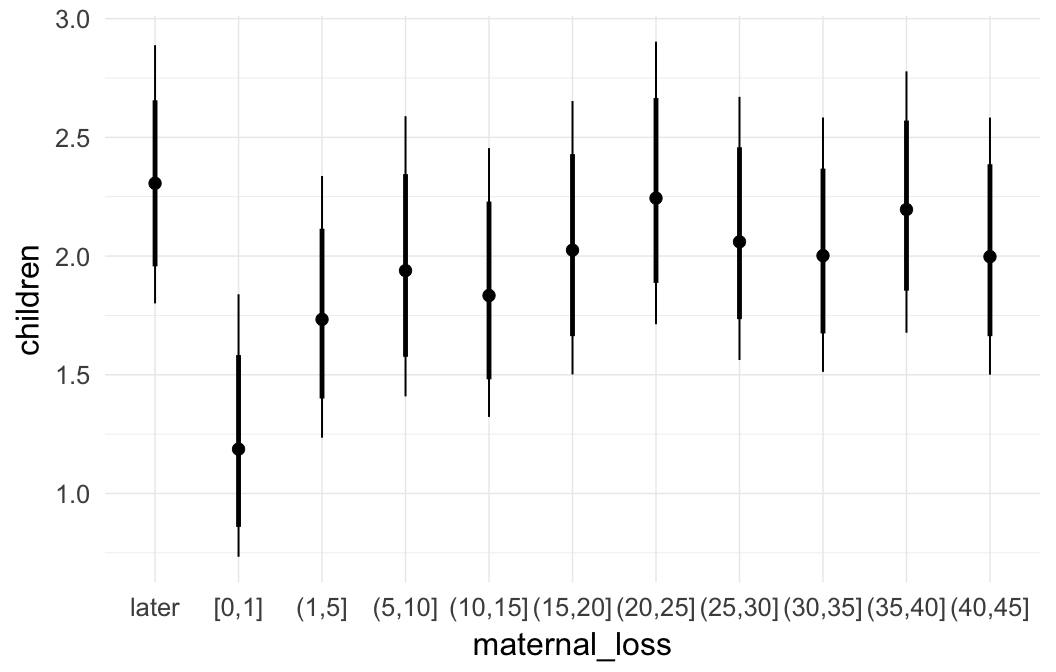 3.0
2.5
2.0
1.5
1.0
children
later [0,1] (1,5] (5,10] (10,15] (15,20] (20,25] (25,30] (30,35] (35,40] (40,45]
maternal_loss